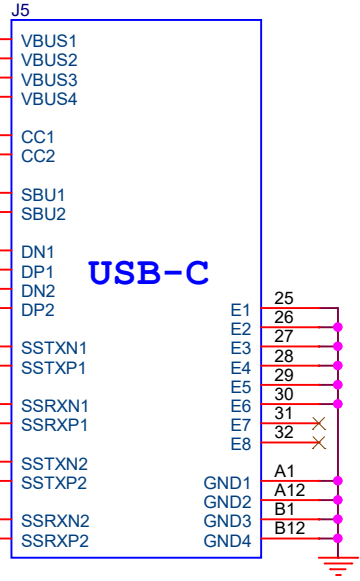 J5
VBUS1
VBUS2
VBUS3
VBUS4
CC1
CC2
SBU1
SBU2
DN1
DP1
DN2
DP2
SSTXN1
SSTXP1
SSRXN1
SSRXP1
SSTXN2
SSTXP2
SSRXN2
SSRXP2
USB-C
E1 25
E2 26
E3 27
E4 28
E5 29
E6 30
E7 31
E8 32
GND1 A1
GND2 A12
GND3 B1
GND4 B12